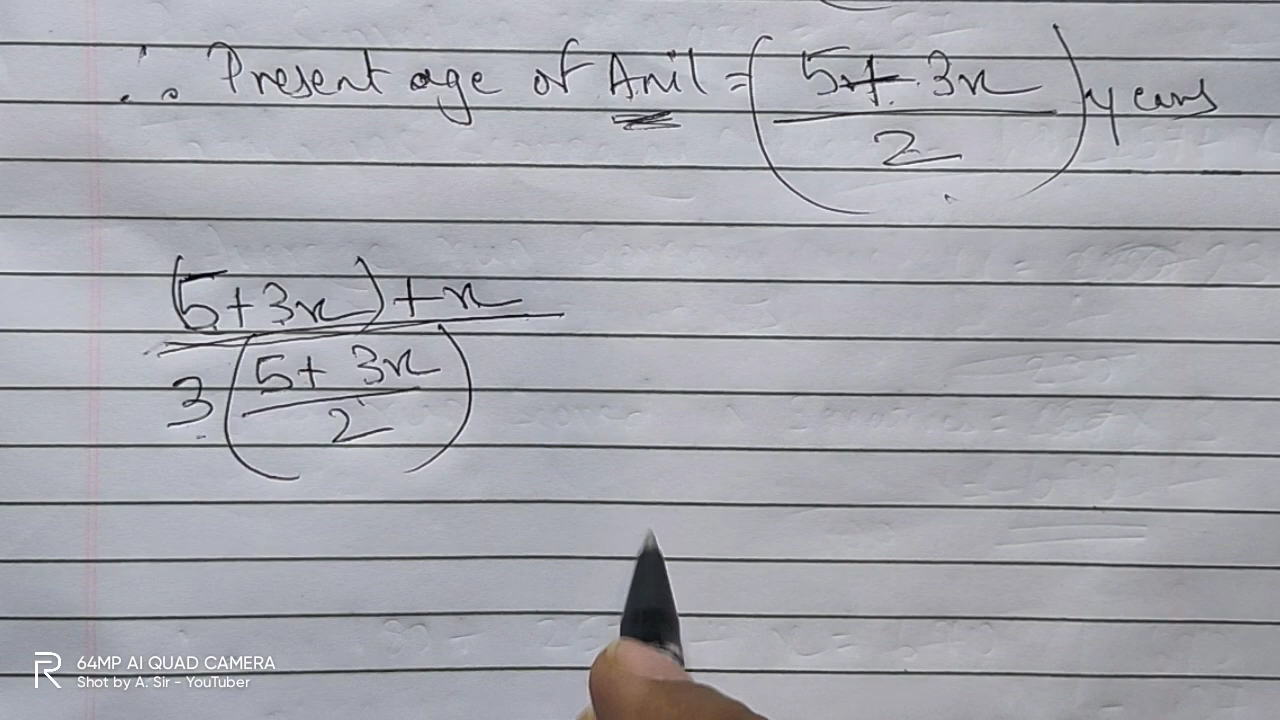 ∴ Present age of Anil = (5+3x / 2) years
(5+3x)+x
3(5+3x / 2)
64MP AI QUAD CAMERA
Shot by A. Sir - YouTuber